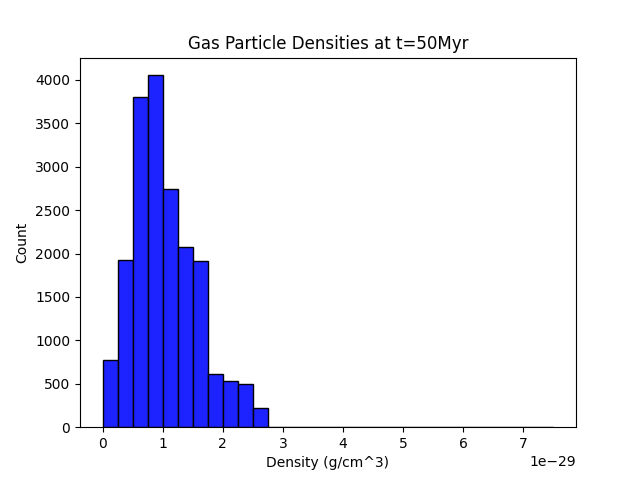 Gas Particle Densities at t=50Myr
4000
3500
3000
2500
2000
1500
1000
500
0
Count
0 1 2 3 4 5 6 7
Density (g/cm^3)
1e−29